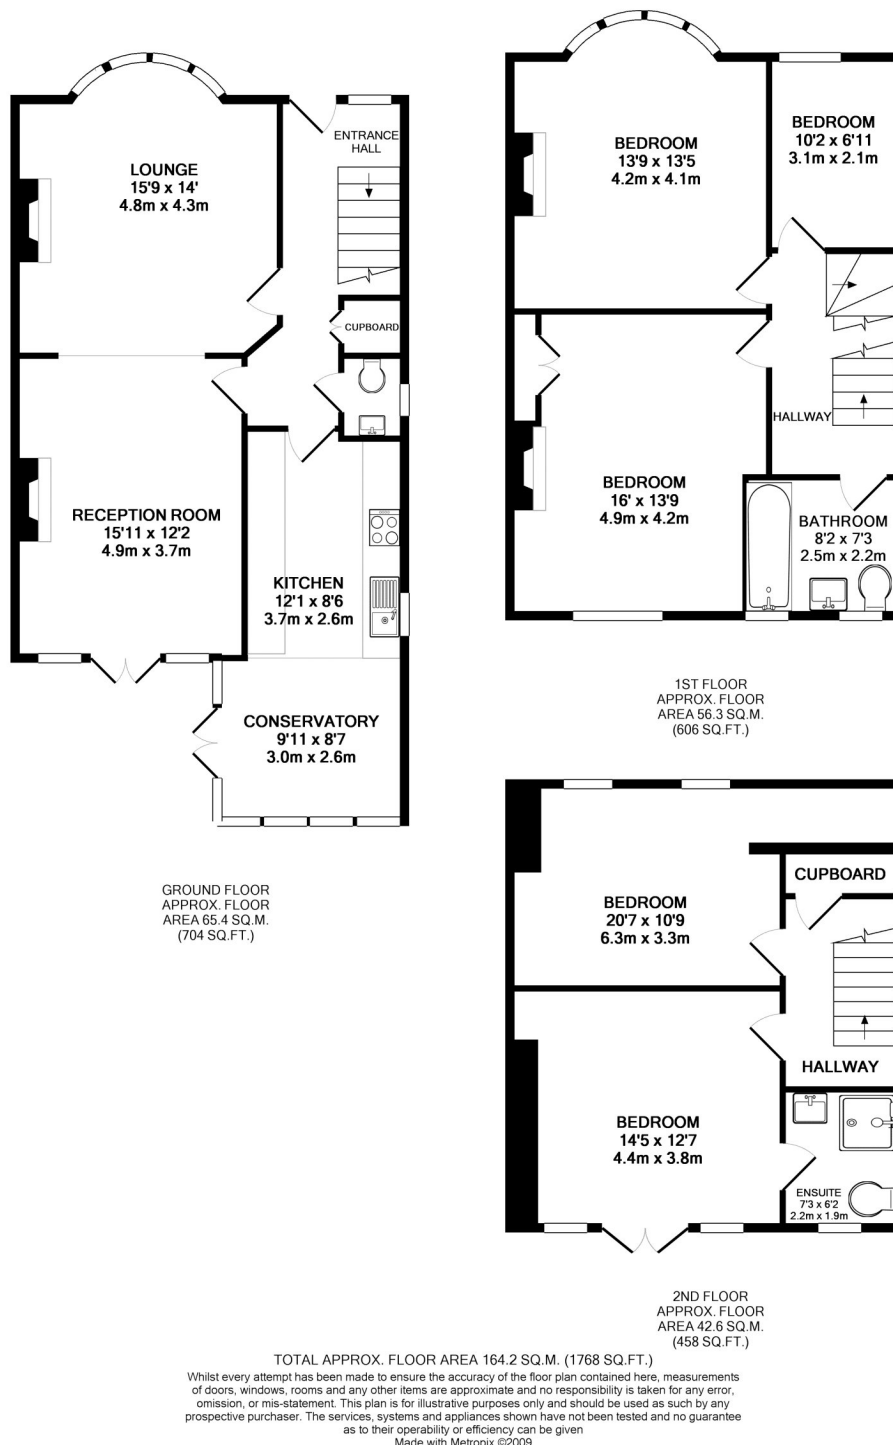 ENTRANCE
HALL
LOUNGE
15'9 x 14'
4.8m x 4.3m
CUPBOARD
RECEPTION ROOM
15'11 x 12'2
4.9m x 3.7m
KITCHEN
12'1 x 8'6
3.7m x 2.6m
CONSERVATORY
9'11 x 8'7
3.0m x 2.6m
GROUND FLOOR
APPROX. FLOOR
AREA 65.4 SQ.M.
(704 SQ.FT.)
BEDROOM
13'9 x 13'5
4.2m x 4.1m
BEDROOM
10'2 x 6'11
3.1m x 2.1m
HALLWAY
BEDROOM
16' x 13'9
4.9m x 4.2m
BATHROOM
8'2 x 7'3
2.5m x 2.2m
1ST FLOOR
APPROX. FLOOR
AREA 56.3 SQ.M.
(606 SQ.FT.)
CUPBOARD
BEDROOM
20'7 x 10'9
6.3m x 3.3m
HALLWAY
BEDROOM
14'5 x 12'7
4.4m x 3.8m
ENSUITE
7'3 x 6'2
2.2m x 1.9m
2ND FLOOR
APPROX. FLOOR
AREA 42.6 SQ.M.
(458 SQ.FT.)
TOTAL APPROX. FLOOR AREA 164.2 SQ.M. (1768 SQ.FT.)
Whilst every attempt has been made to ensure the accuracy of the floor plan contained here, measurements
of doors, windows, rooms and any other items are approximate and no responsibility is taken for any error,
omission, or mis-statement. This plan is for illustrative purposes only and should be used as such by any
prospective purchaser. The services, systems and appliances shown have not been tested and no guarantee
as to their operability or efficiency can be given
Made with Metropix ©2009